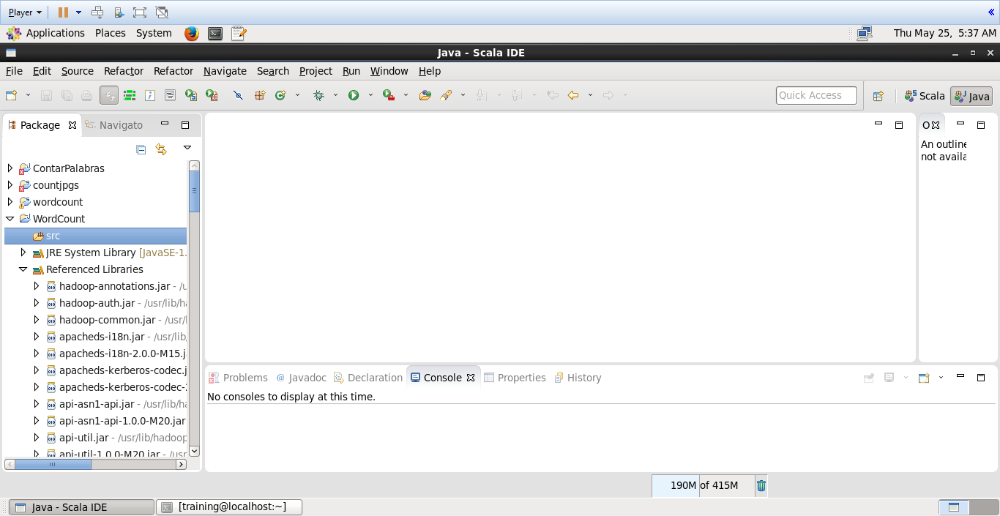 Player
Applications Places System Thu May 25, 5:37 AM
Java - Scala IDE
File Edit Source Refactor Refactor Navigate Search Project Run Window Help
Quick Access Scala Java
Package Navigato
ContarPalabras
countjpgs
wordcount
WordCount
src
JRE System Library [JavaSE-1.
Referenced Libraries
hadoop-annotations.jar - /u
hadoop-auth.jar - /usr/lib/ha
hadoop-common.jar - /usr/l
apacheds-i18n.jar - /usr/lib,
apacheds-i18n-2.0.0-M15.j
apacheds-kerberos-codec.j
apacheds-kerberos-codec-
api-asn1-api.jar - /usr/lib/ha
api-asn1-api-1.0.0-M20.jar
api-util.jar - /usr/lib/hadoop
api-util-1.0.0-M20.jar - /usr
O
An outline
not availa
Problems Javadoc Declaration Console Properties History
No consoles to display at this time.
190M of 415M
Java - Scala IDE [training@localhost:~]